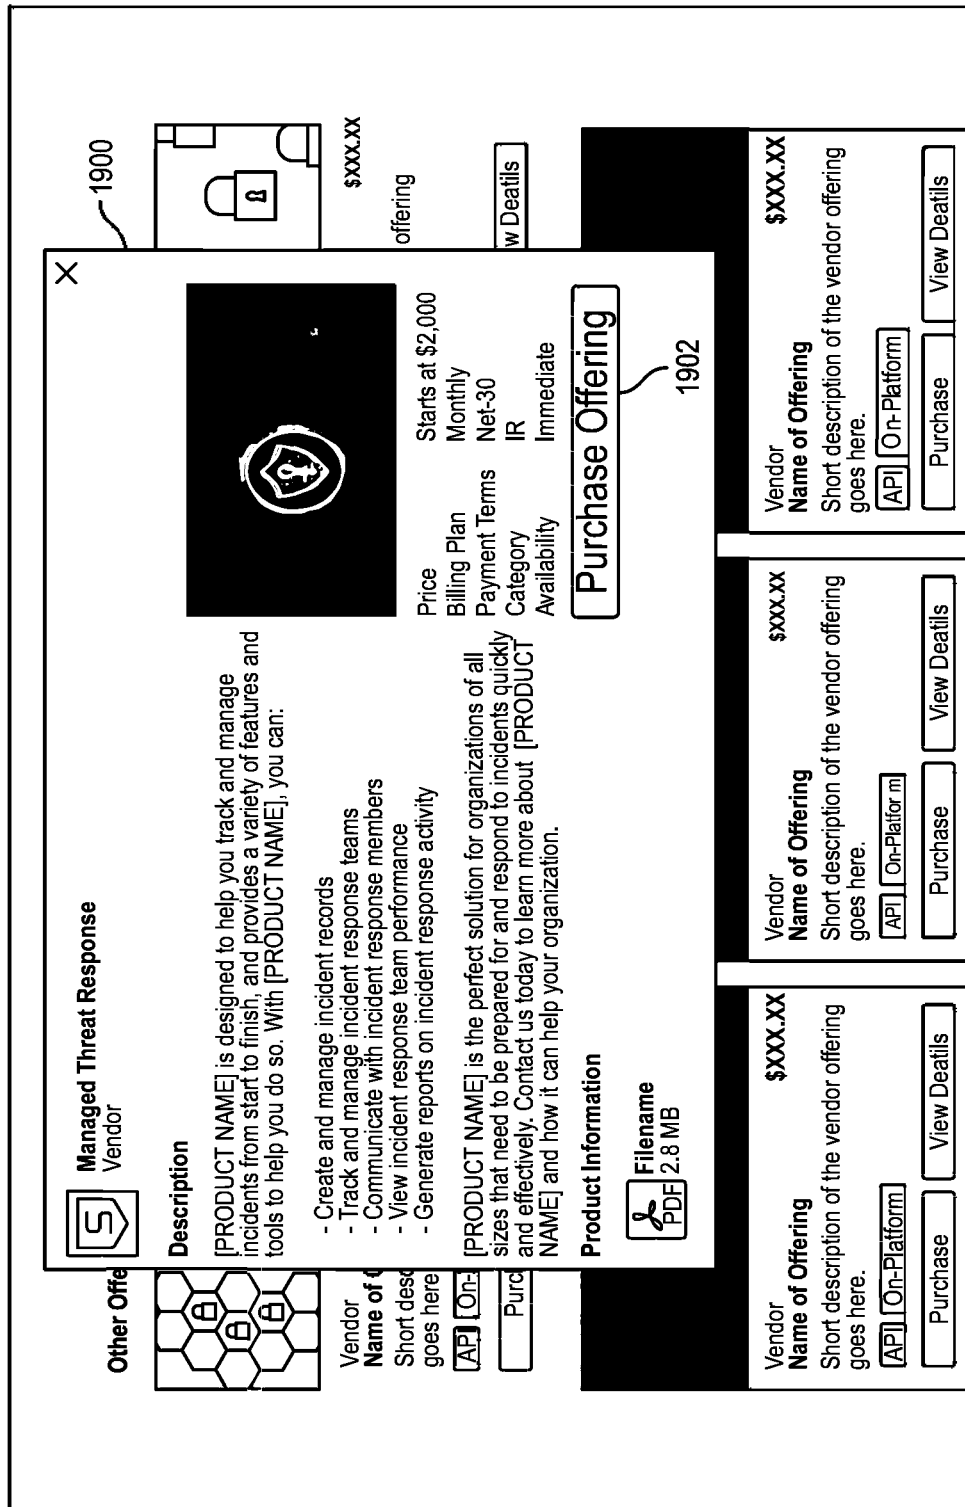 1900
Other Offe
$XXX.XX
offering
w Deatils
Vendor
Name of
Short desc
goes here
API
On-
Purc
S
Managed Threat Response
Vendor
X
Description
[PRODUCT NAME] is designed to help you track and manage
incidents from start to finish, and provides a variety of features and
tools to help you do so. With [PRODUCT NAME], you can:
- Create and manage incident records
- Track and manage incident response teams
- Communicate with incident response members
- View incident response team performance
- Generate reports on incident response activity
[PRODUCT NAME] is the perfect solution for organizations of all
sizes that need to be prepared for and respond to incidents quickly
and effectively. Contact us today to learn more about [PRODUCT
NAME] and how it can help your organization.
Product Information
PDF
Filename
2.8 MB
Price Starts at $2,000
Billing Plan Monthly
Payment Terms Net-30
Category IR
Availability Immediate
Purchase Offering
1902
Vendor
$XXX.XX
Name of Offering
Short description of the vendor offering
goes here.
API On-Platform
Purchase View Deatils
Vendor
$XXX.XX
Name of Offering
Short description of the vendor offering
goes here.
API On-Platfor m
Purchase View Deatils
Vendor
$XXX.XX
Name of Offering
Short description of the vendor offering
goes here.
API On-Platform
Purchase View Deatils